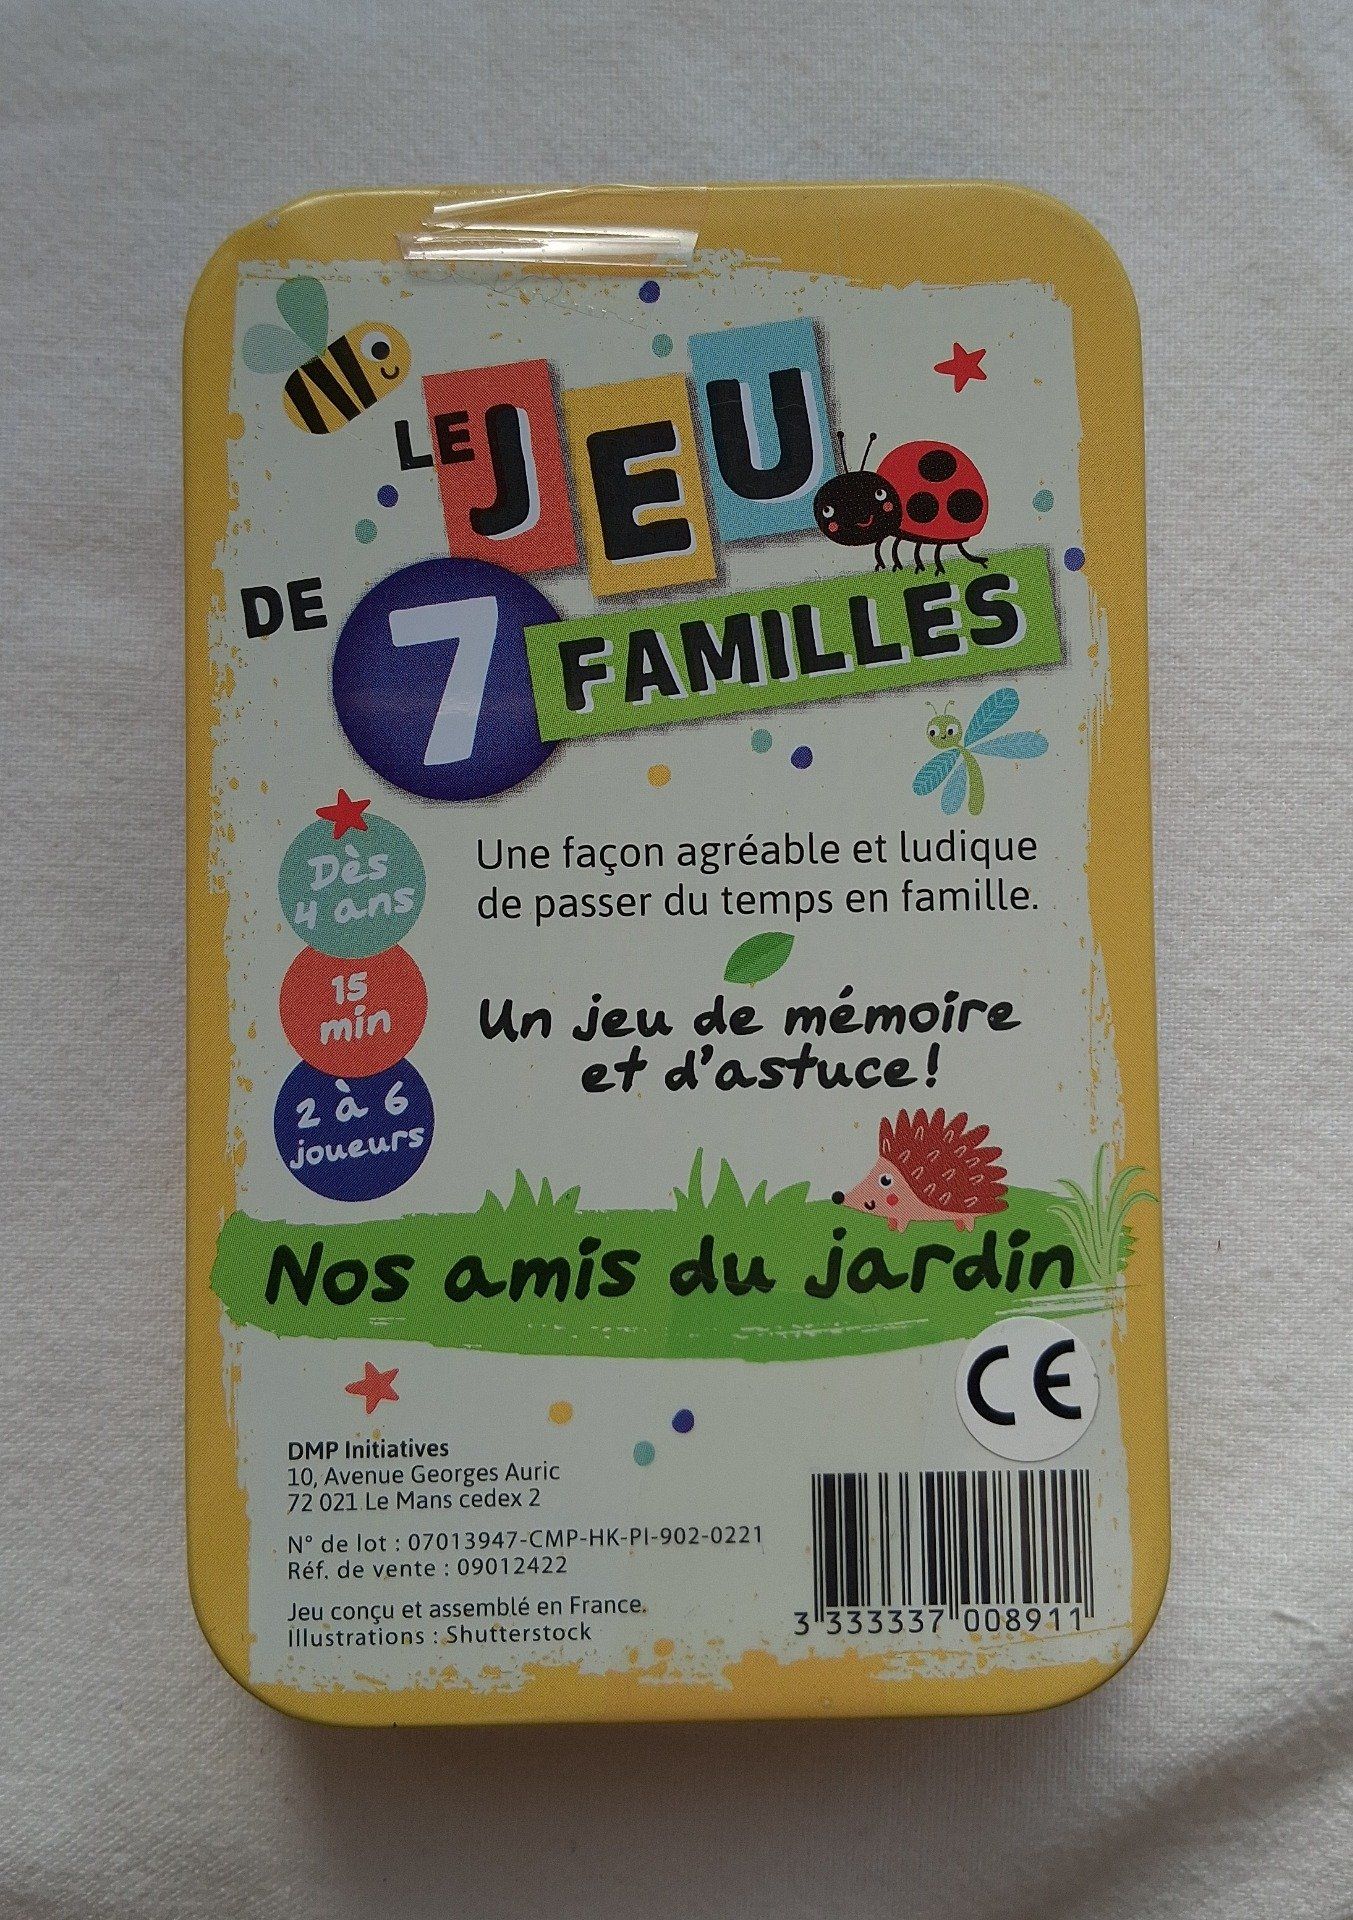 LE JEU
DE 7 FAMILLES
Dès
4 ans
15
min
2 à 6
joueurs
Une façon agréable et ludique
de passer du temps en famille.
Un jeu de mémoire
et d'astuce!
Nos amis du jardin
CE
DMP Initiatives
10, Avenue Georges Auric
72 021 Le Mans cedex 2
N° de lot : 07013947-CMP-HK-PI-902-0221
Réf. de vente : 09012422
Jeu conçu et assemblé en France.
Illustrations : Shutterstock
3 333337 008911